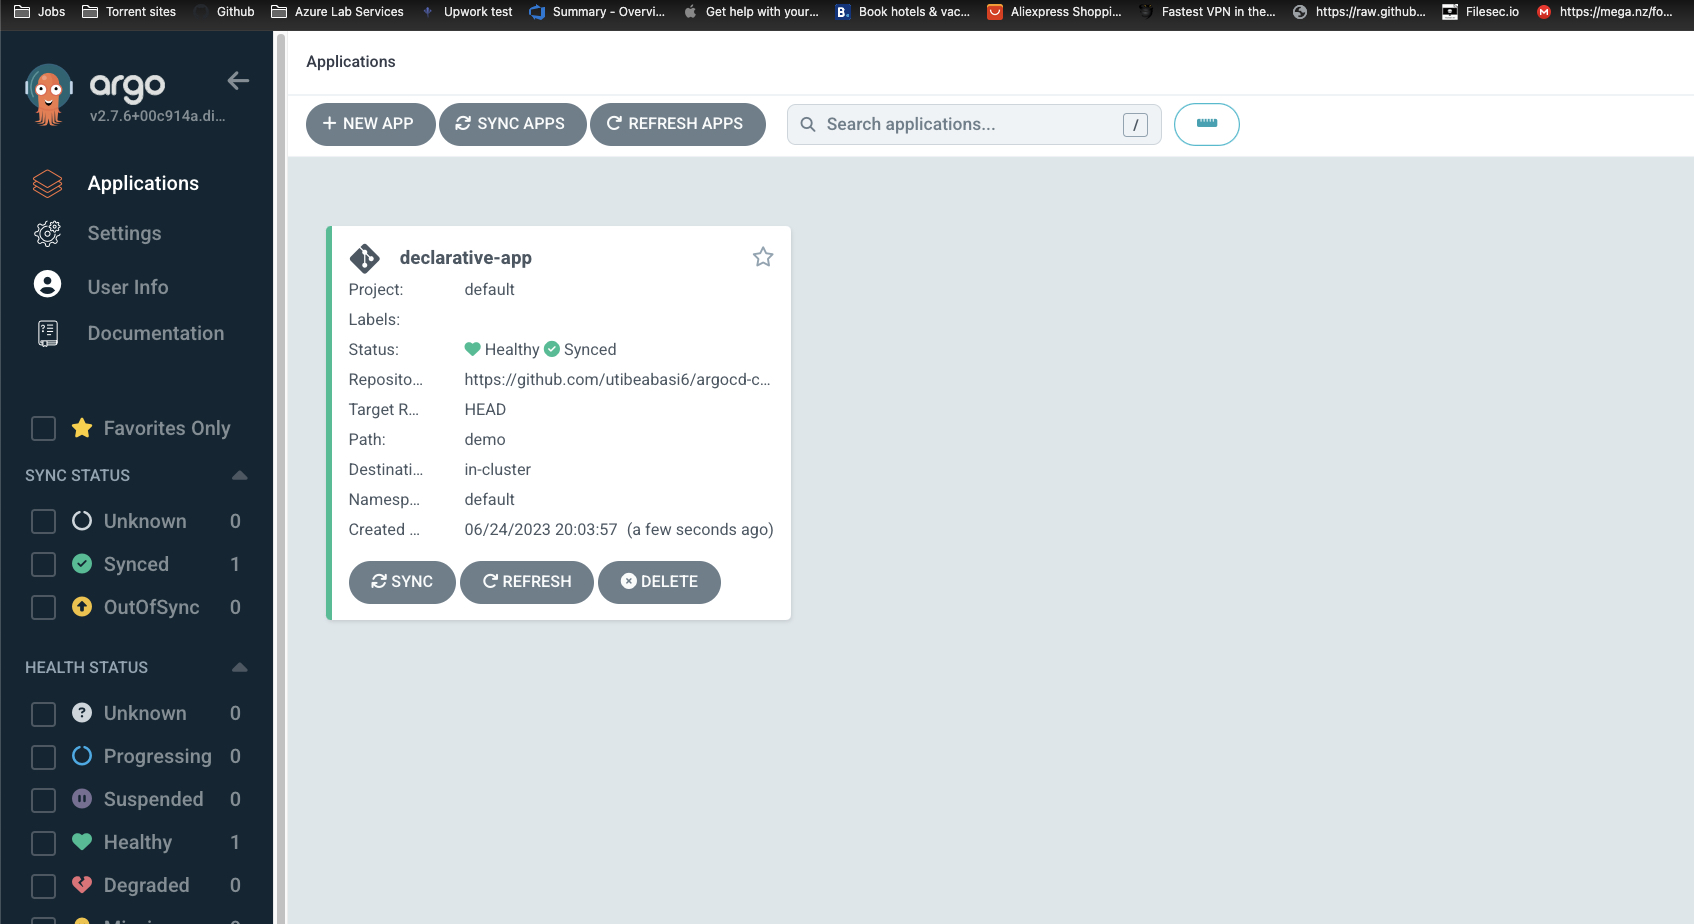 Jobs Torrent sites Github Azure Lab Services Upwork test Summary - Overvi... Get help with your... B. Book hotels & vac... Aliexpress Shoppi... Fastest VPN in the... https://raw.github... Filesec.io M https://mega.nz/fo...
argo
v2.7.6+00c914a.di...
Applications
Settings
User Info
Documentation
Favorites Only
SYNC STATUS
Unknown 0
Synced 1
OutOfSync 0
HEALTH STATUS
Unknown 0
Progressing 0
Suspended 0
Healthy 1
Degraded 0
Applications
NEW APP SYNC APPS REFRESH APPS Search applications... /
declarative-app
Project: default
Labels:
Status: Healthy Synced
Reposito... https://github.com/utibeabasi6/argocd-c...
Target R... HEAD
Path: demo
Destinati... in-cluster
Namesp... default
Created ... 06/24/2023 20:03:57 (a few seconds ago)
SYNC REFRESH DELETE